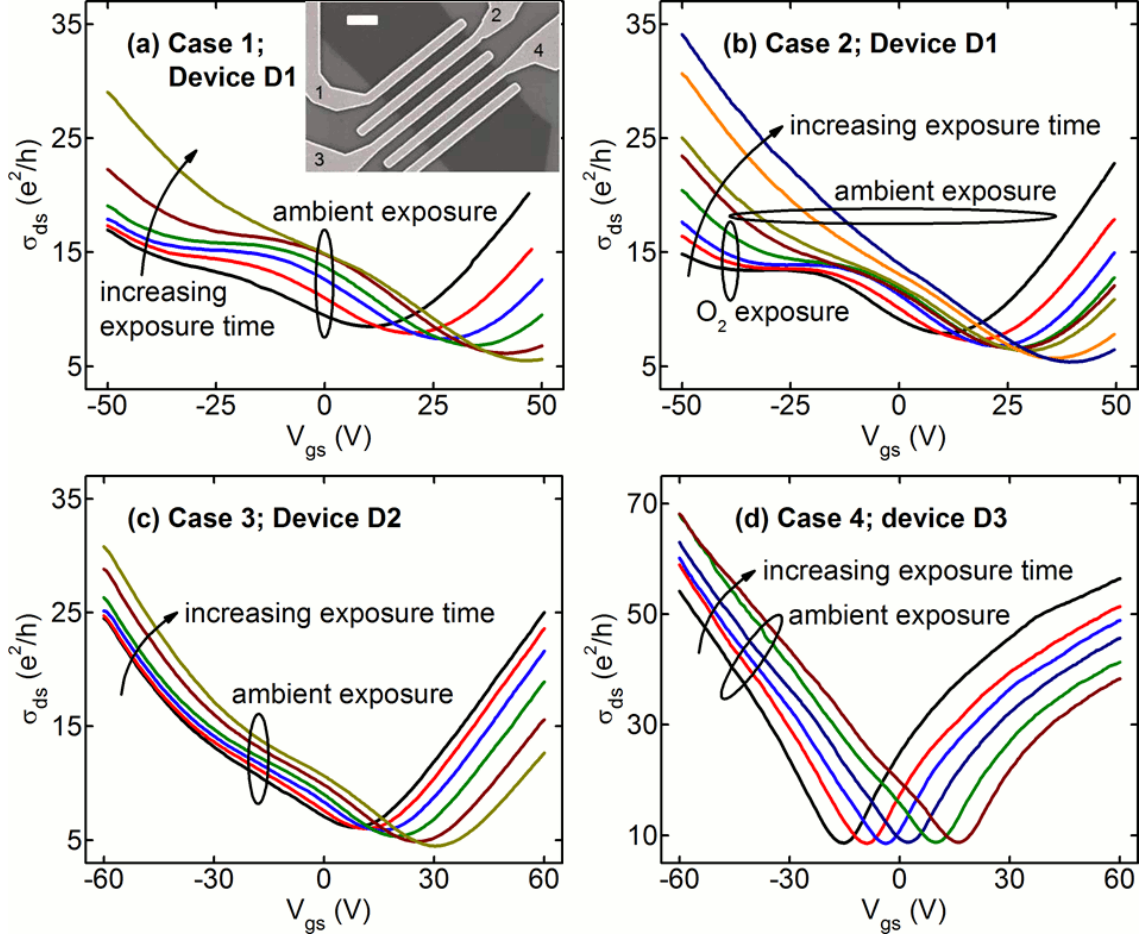 (a) Case 1;
Device D1
1
2
3
4
35
25
15
5
σds (e²/h)
ambient exposure
increasing
exposure time
-50 -25 0 25 50
Vgs (V)
(b) Case 2; Device D1
35
25
15
5
σds (e²/h)
increasing exposure time
ambient exposure
O2 exposure
-50 -25 0 25 50
Vgs (V)
(c) Case 3; Device D2
35
25
15
5
σds (e²/h)
increasing exposure time
ambient exposure
-60 -30 0 30 60
Vgs (V)
(d) Case 4; device D3
70
50
30
10
σds (e²/h)
increasing exposure time
ambient exposure
-60 -30 0 30 60
Vgs (V)